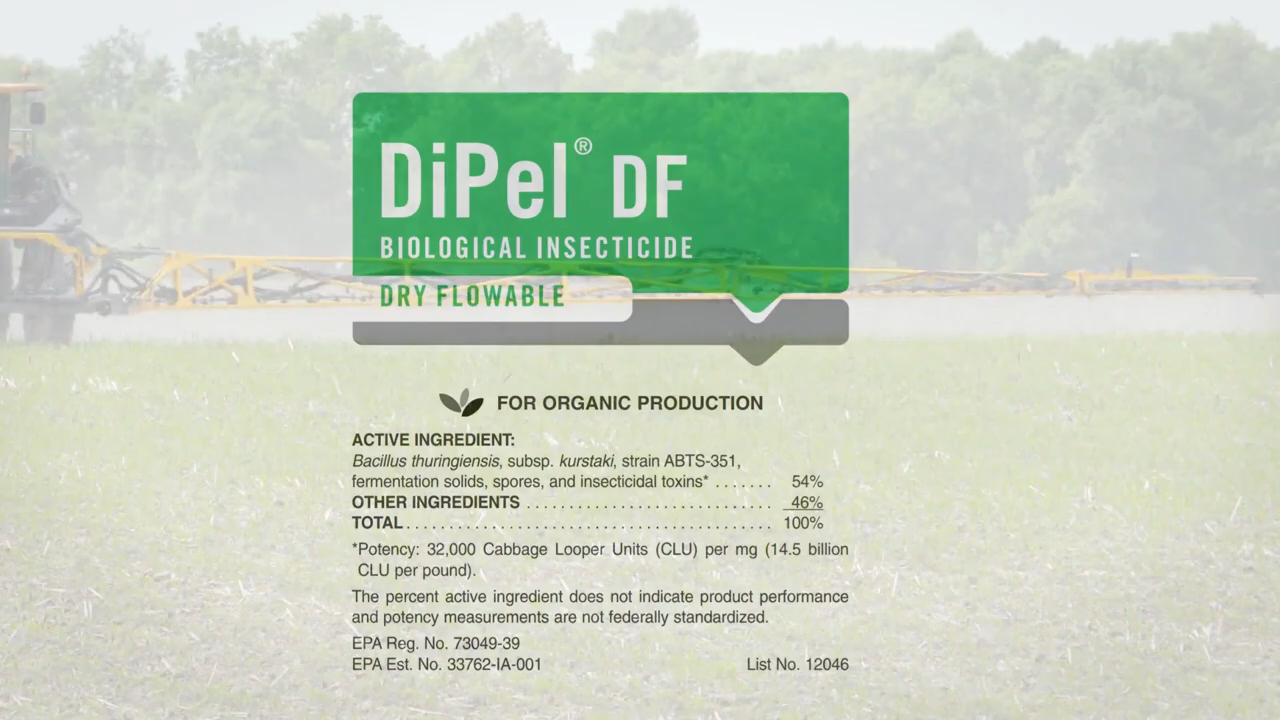 DiPel® DF
BIOLOGICAL INSECTICIDE
DRY FLOWABLE
FOR ORGANIC PRODUCTION
ACTIVE INGREDIENT:
Bacillus thuringiensis, subsp. kurstaki, strain ABTS-351,
fermentation solids, spores, and insecticidal toxins* . . . . . . . 54%
OTHER INGREDIENTS . . . . . . . . . . . . . . . . . . . . . . . . . . . . 46%
TOTAL . . . . . . . . . . . . . . . . . . . . . . . . . . . . . . . . . . . . . . . . . 100%
*Potency: 32,000 Cabbage Looper Units (CLU) per mg (14.5 billion
CLU per pound).
The percent active ingredient does not indicate product performance
and potency measurements are not federally standardized.
EPA Reg. No. 73049-39
EPA Est. No. 33762-IA-001 List No. 12046